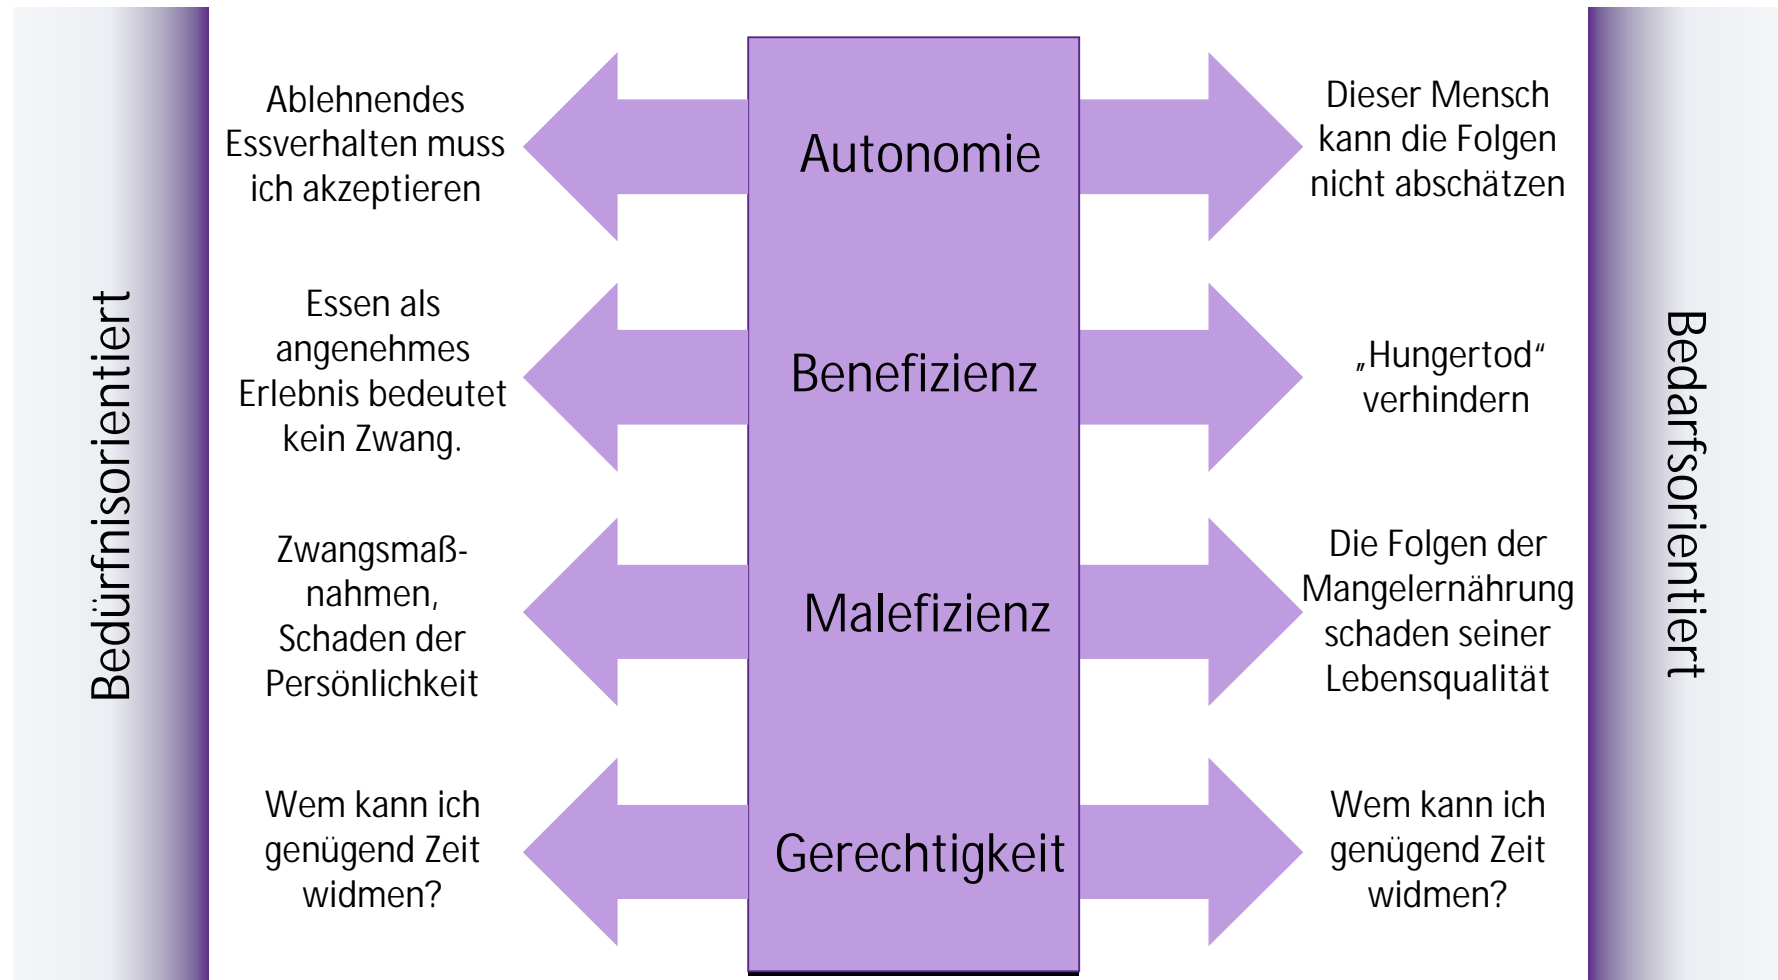 Bedürfnisorientiert
Ablehnendes
Essverhalten muss
ich akzeptieren
Autonomie
Dieser Mensch
kann die Folgen
nicht abschätzen
Essen als
angenehmes
Erlebnis bedeutet
kein Zwang.
Benefizienz
„Hungertod“
verhindern
Zwangsmaß-
nahmen,
Schaden der
Persönlichkeit
Malefizienz
Die Folgen der
Mangelernährung
schaden seiner
Lebensqualität
Wem kann ich
genügend Zeit
widmen?
Gerechtigkeit
Wem kann ich
genügend Zeit
widmen?
Bedarfsorientiert